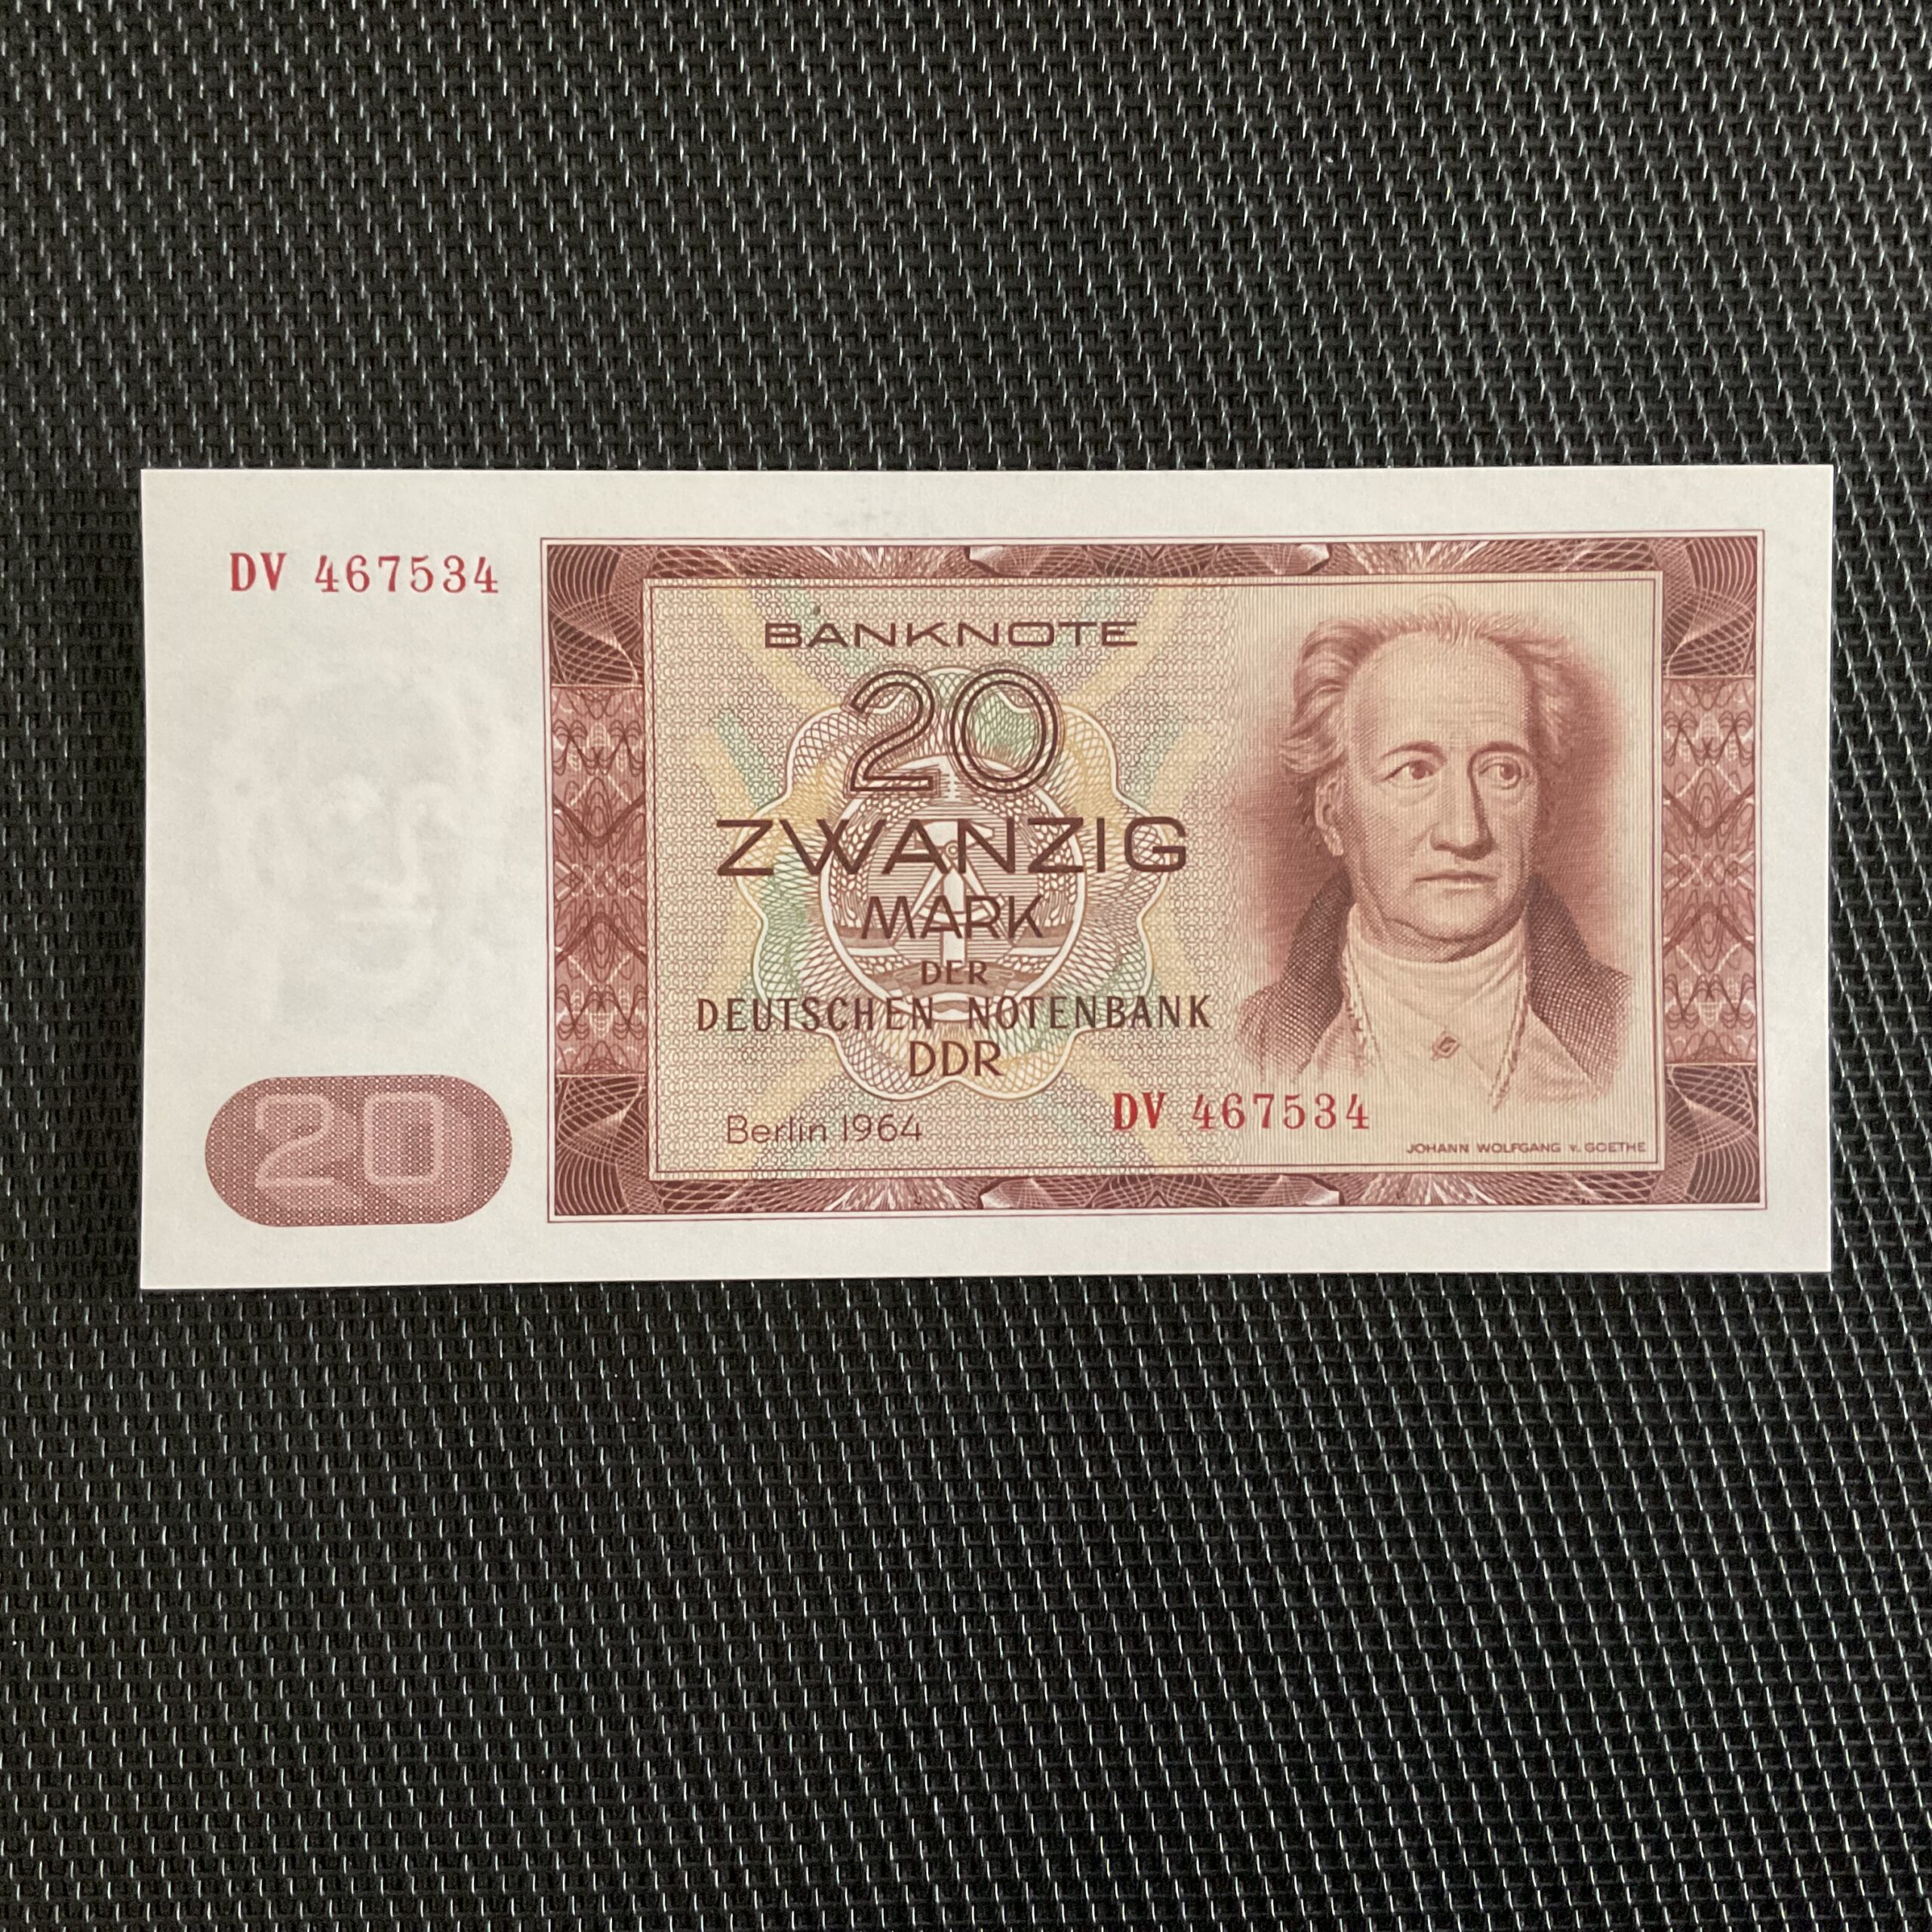 DV 467534
BANKNOTE
20
ZWANZIG
MARK
DER
DEUTSCHEN NOTENBANK
DDR
Berlin 1964
DV 467534
JOHANN WOLFGANG v. GOETHE
20